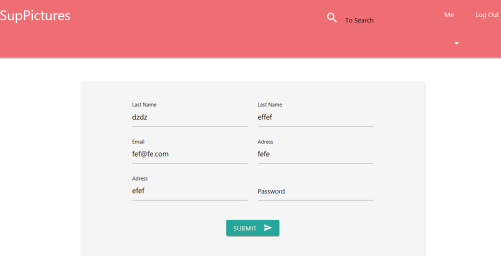 SupPictures
To Search
Me
Log Out
Last Name
Last Name
dzdz
effef
Email
Adress
fef@fe.com
fefe
Adress
efef
Password
SUBMIT